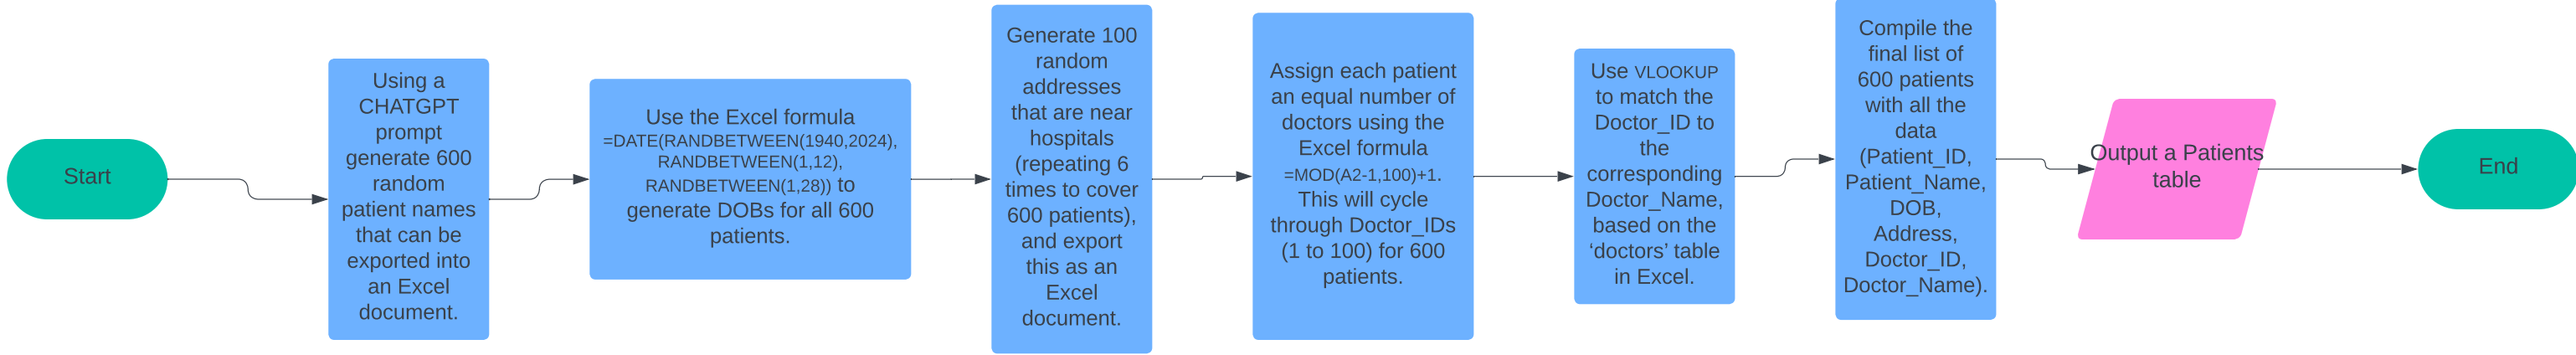 Start
Using a
CHATGPT
prompt
generate 600
random
patient names
that can be
exported into
an Excel
document.
Use the Excel formula
=DATE(RANDBETWEEN(1940,2024),
RANDBETWEEN(1,12),
RANDBETWEEN(1,28)) to
generate DOBs for all 600
patients.
Generate 100
random
addresses
that are near
hospitals
(repeating 6
times to cover
600 patients),
and export
this as an
Excel
document.
Assign each patient
an equal number of
doctors using the
Excel formula
=MOD(A2-1,100)+1.
This will cycle
through Doctor_IDs
(1 to 100) for 600
patients.
Use VLOOKUP
to match the
Doctor_ID to
the
corresponding
Doctor_Name,
based on the
‘doctors’ table
in Excel.
Compile the
final list of
600 patients
with all the
data
(Patient_ID,
Patient_Name,
DOB,
Address,
Doctor_ID,
Doctor_Name).
Output a Patients
table
End